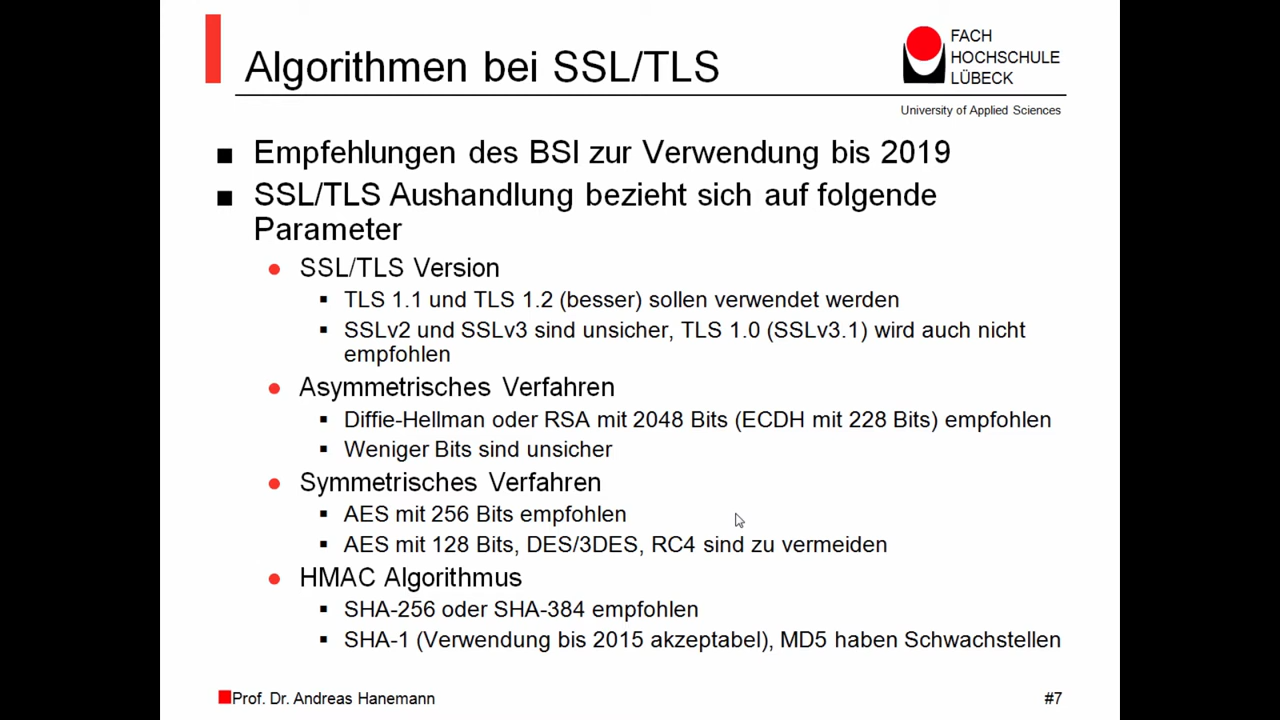 Algorithmen bei SSL/TLS
FACH
HOCHSCHULE
LÜBECK
University of Applied Sciences
Empfehlungen des BSI zur Verwendung bis 2019
SSL/TLS Aushandlung bezieht sich auf folgende
Parameter
SSL/TLS Version
TLS 1.1 und TLS 1.2 (besser) sollen verwendet werden
SSLv2 und SSLv3 sind unsicher, TLS 1.0 (SSLv3.1) wird auch nicht
empfohlen
Asymmetrisches Verfahren
Diffie-Hellman oder RSA mit 2048 Bits (ECDH mit 228 Bits) empfohlen
Weniger Bits sind unsicher
Symmetrisches Verfahren
AES mit 256 Bits empfohlen
AES mit 128 Bits, DES/3DES, RC4 sind zu vermeiden
HMAC Algorithmus
SHA-256 oder SHA-384 empfohlen
SHA-1 (Verwendung bis 2015 akzeptabel), MD5 haben Schwachstellen
Prof. Dr. Andreas Hanemann
#7